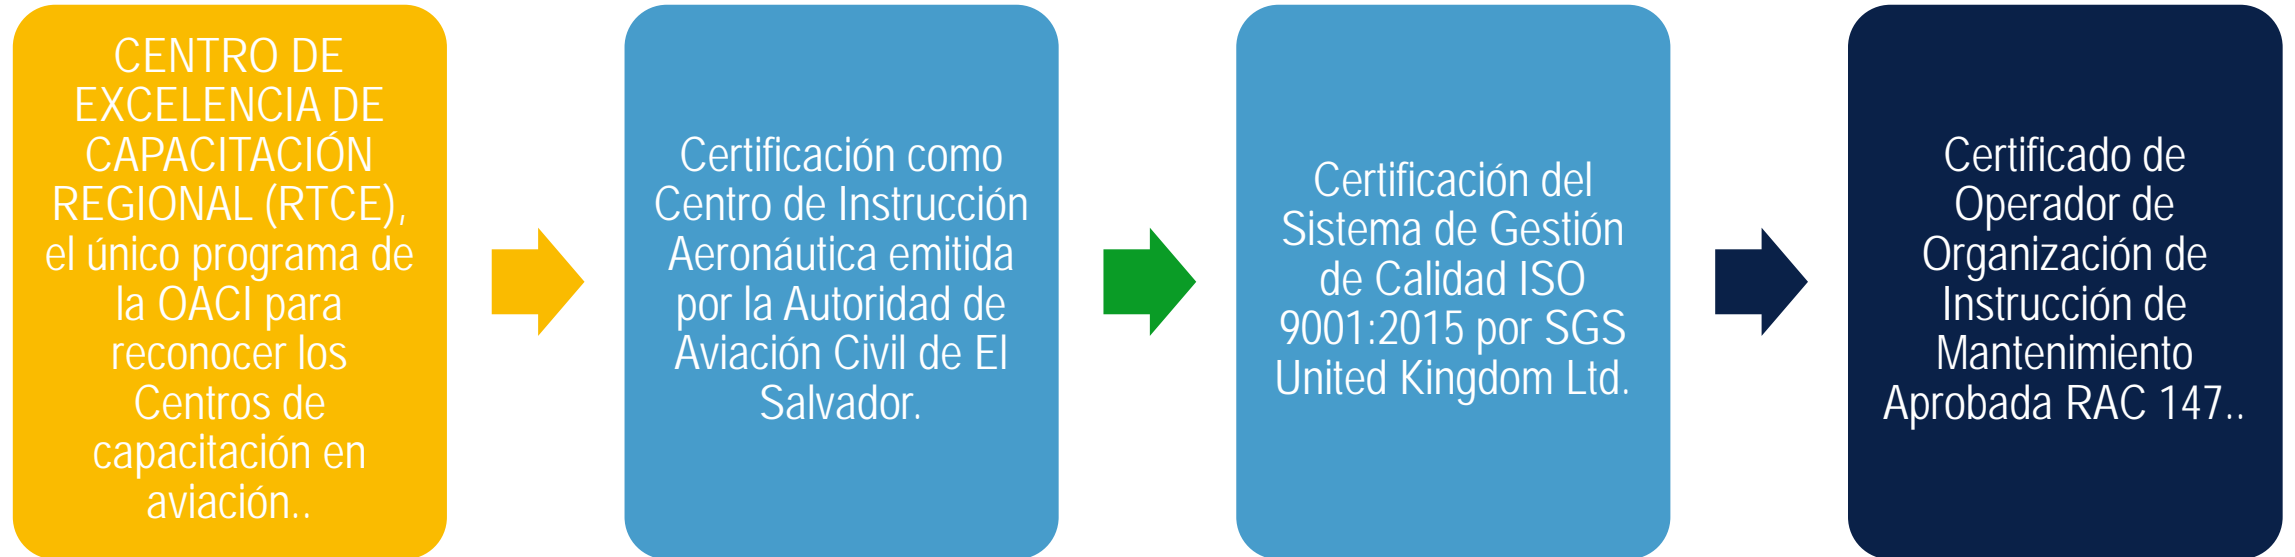 CENTRO DE
EXCELENCIA DE
CAPACITACIÓN
REGIONAL (RTCE),
el único programa de
la OACI para
reconocer los
Centros de
capacitación en
aviación..
Certificación como
Centro de Instrucción
Aeronáutica emitida
por la Autoridad de
Aviación Civil de El
Salvador.
Certificación del
Sistema de Gestión
de Calidad ISO
9001:2015 por SGS
United Kingdom Ltd.
Certificado de
Operador de
Organización de
Instrucción de
Mantenimiento
Aprobada RAC 147..